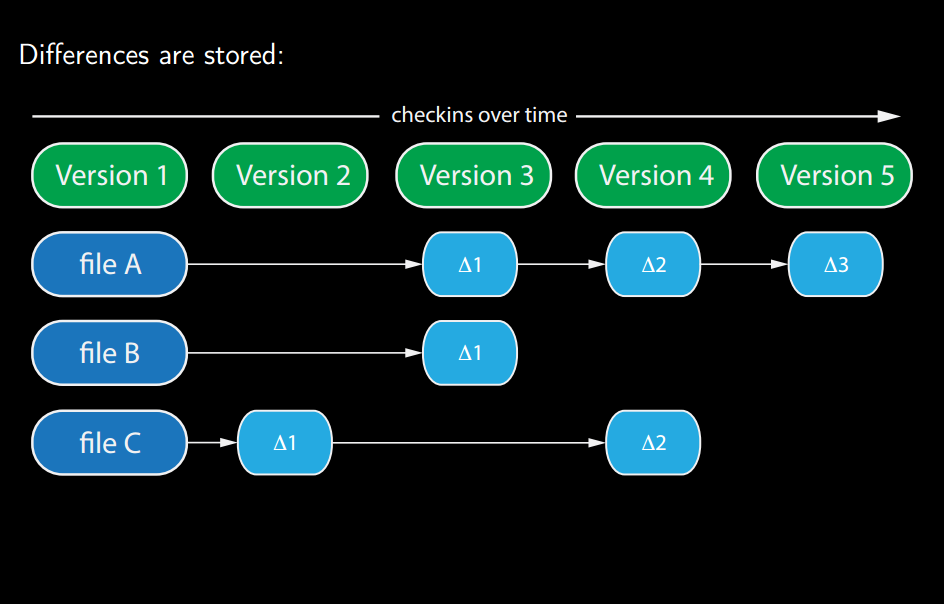 Differences are stored:
checkins over time
Version 1 Version 2 Version 3 Version 4 Version 5
file A Δ1 Δ2 Δ3
file B Δ1
file C Δ1 Δ2